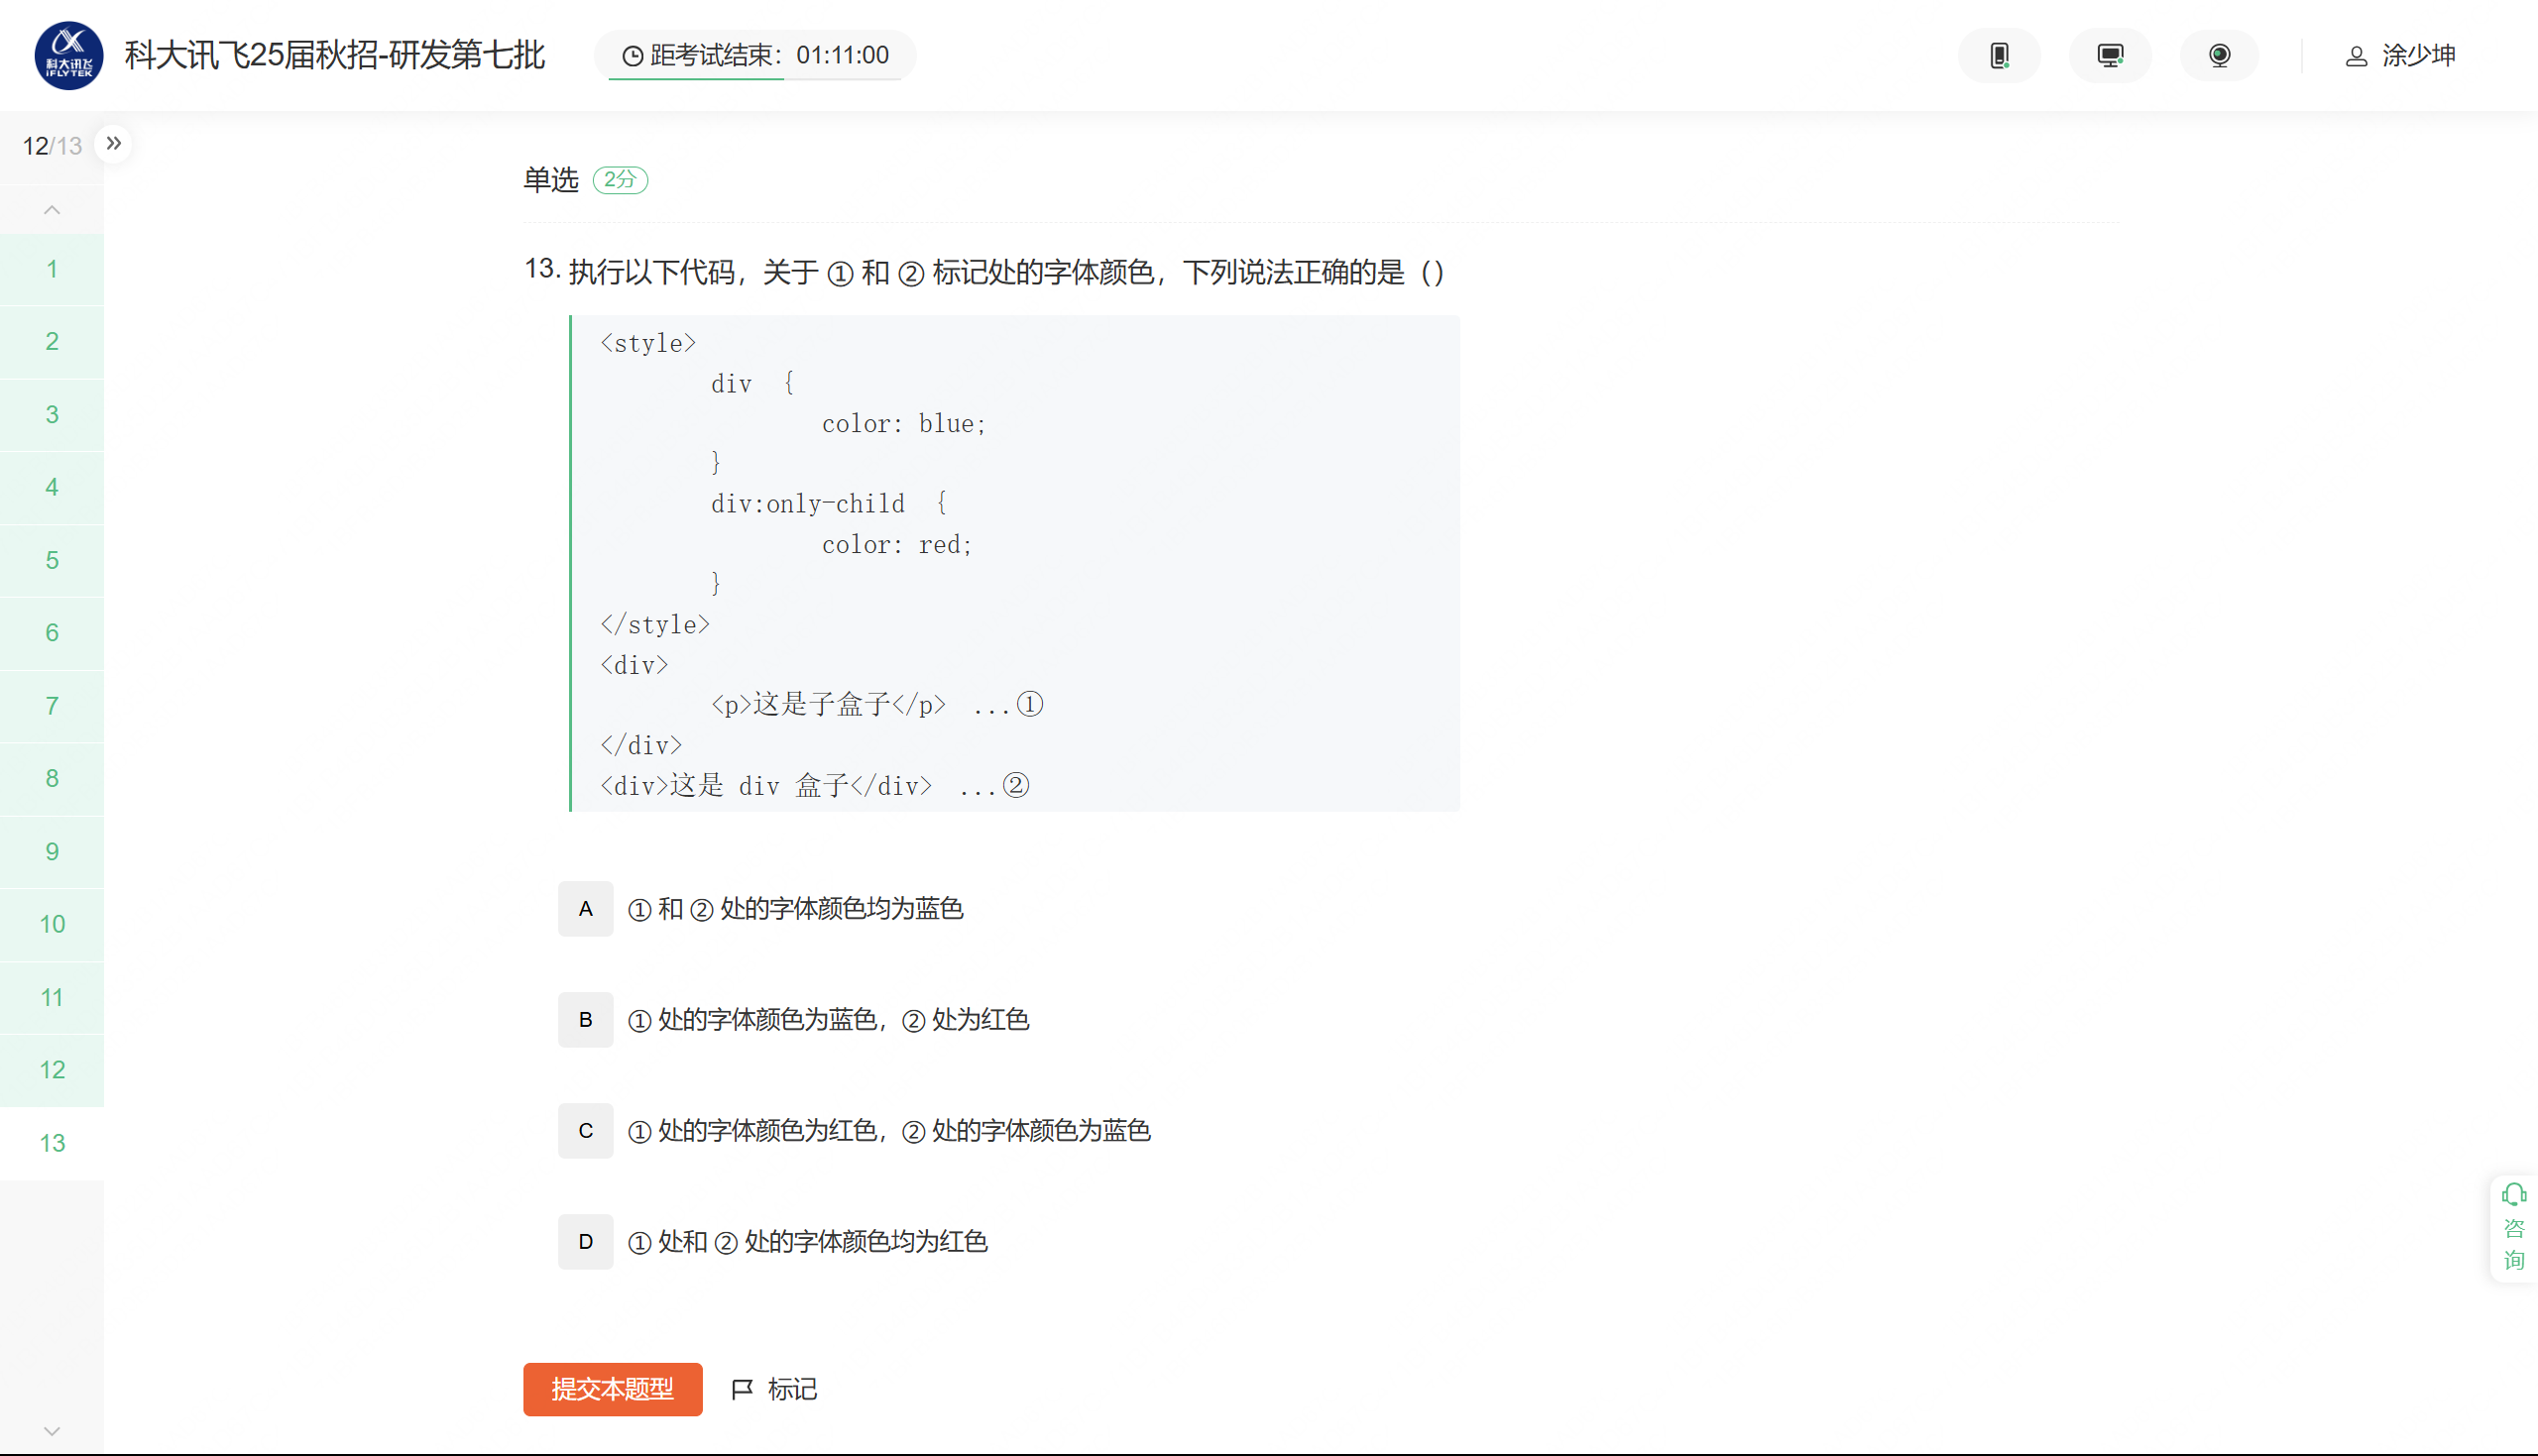 科大讯飞
iFLYTEK
科大讯飞25届秋招-研发第七批
距考试结束：01:11:00
涂少坤
12/13
1
2
3
4
5
6
7
8
9
10
11
12
13
单选 2分
13. 执行以下代码，关于 ① 和 ② 标记处的字体颜色，下列说法正确的是（）
<style>
div {
color: blue;
}
div:only-child {
color: red;
}
</style>
<div>
<p>这是子盒子</p> ...①
</div>
<div>这是 div 盒子</div> ...②
A ① 和 ② 处的字体颜色均为蓝色
B ① 处的字体颜色为蓝色，② 处为红色
C ① 处的字体颜色为红色，② 处的字体颜色为蓝色
D ① 处和 ② 处的字体颜色均为红色
提交本题型 标记
咨
询